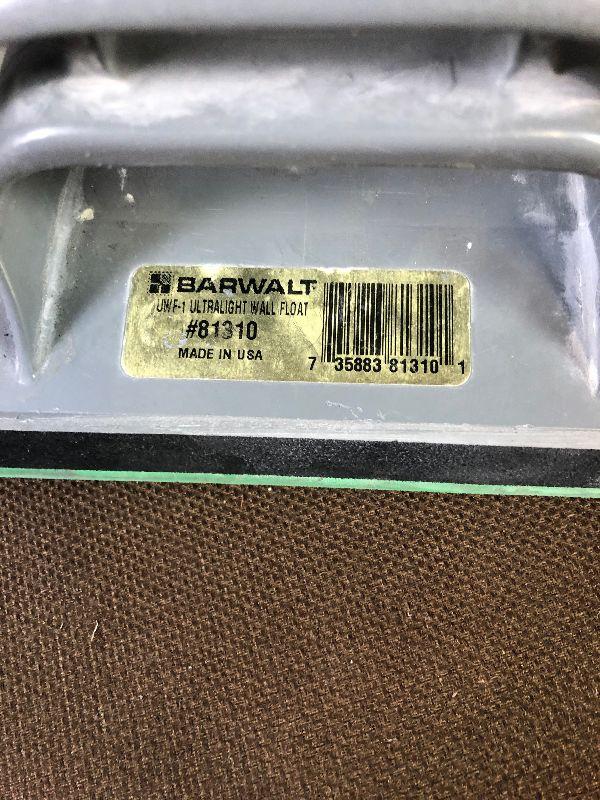 BARWALT
UWF-1 ULTRALIGHT WALL FLOAT
#81310
MADE IN USA
7 35883 81310 1